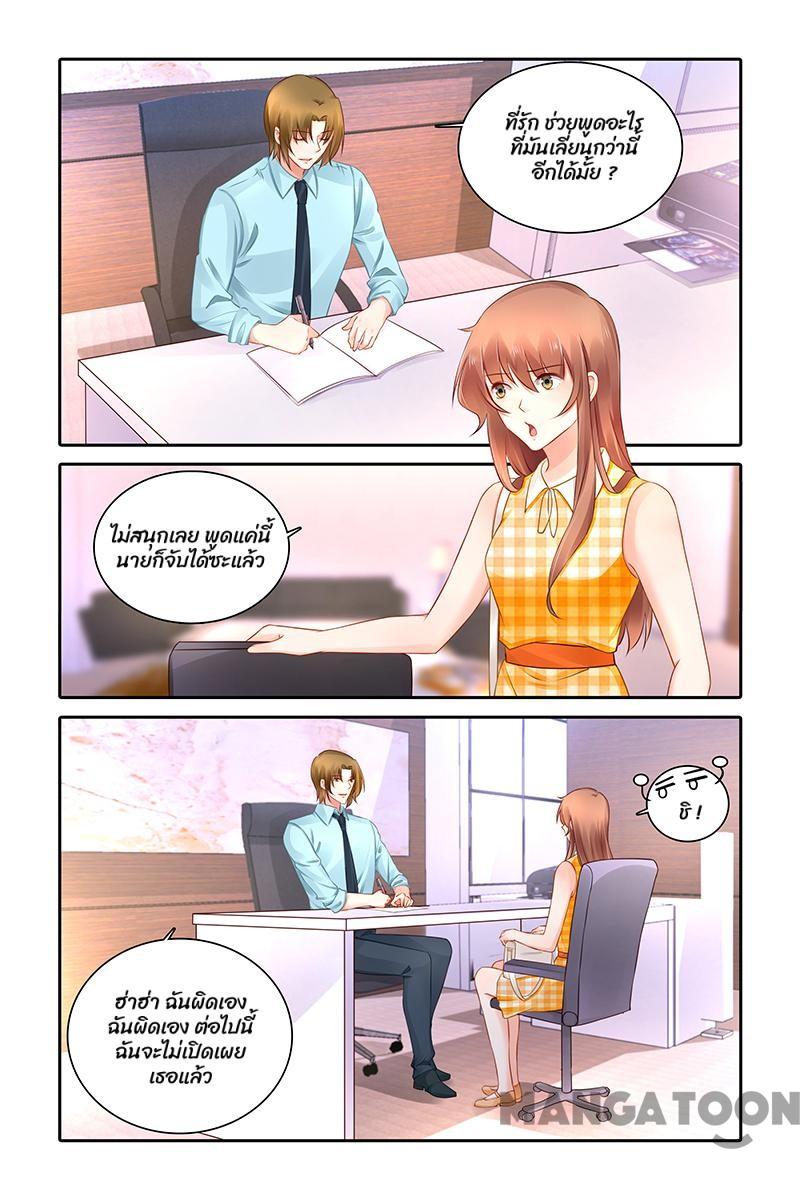 ที่รัก ช่วยพูดอะไร
ที่มันเลี่ยนกว่านี้
อีกได้มั้ย ?
ไม่สนุกเลย พูดแค่นี้
นายก็จับได้ซะแล้ว
ชิ !
ฮ่าฮ่า ฉันผิดเอง
ฉันผิดเอง ต่อไปนี้
ฉันจะไม่เปิดเผย
เธอแล้ว
MANGATOON